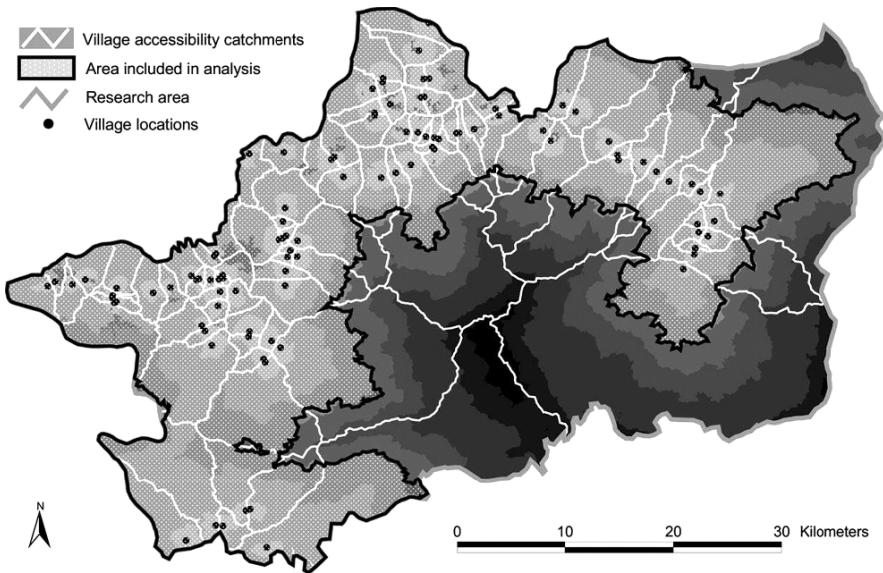 Village accessibility catchments
Area included in analysis
Research area
Village locations
N
0 10 20 30 Kilometers